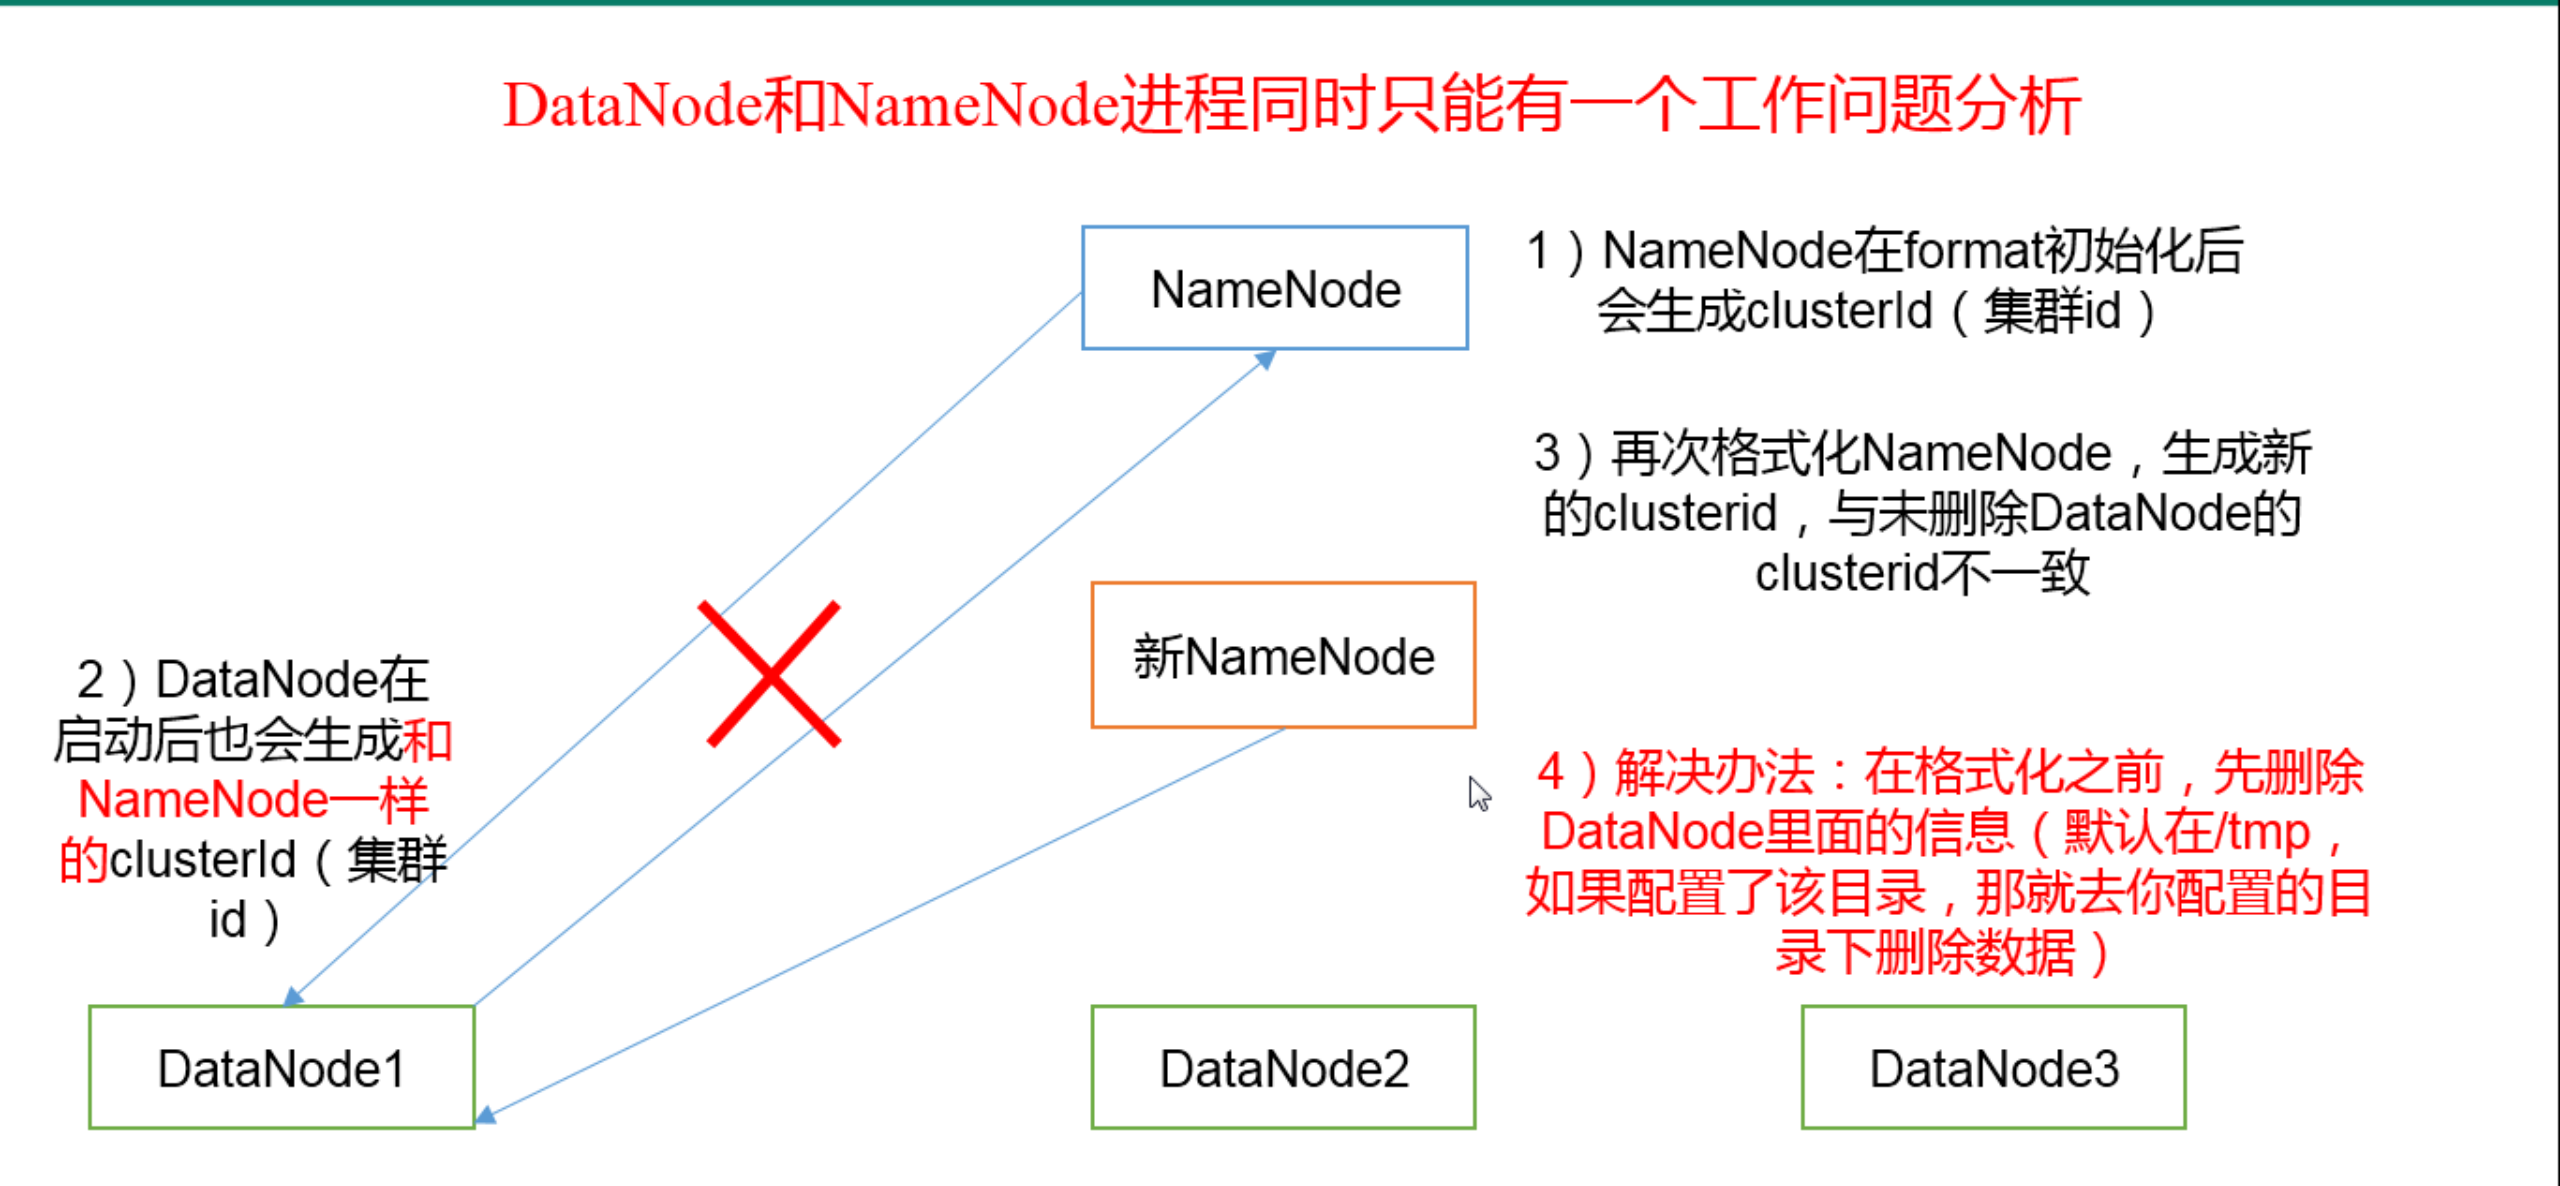 DataNode和NameNode进程同时只能有一个工作问题分析
NameNode
1）NameNode在format初始化后
会生成clusterId（集群id）
3）再次格式化NameNode，生成新
的clusterid，与未删除DataNode的
clusterid不一致
新NameNode
2）DataNode在
启动后也会生成和
NameNode一样
的clusterId（集群
id）
4）解决办法：在格式化之前，先删除
DataNode里面的信息（默认在/tmp，
如果配置了该目录，那就去你配置的目
录下删除数据）
DataNode1
DataNode2
DataNode3